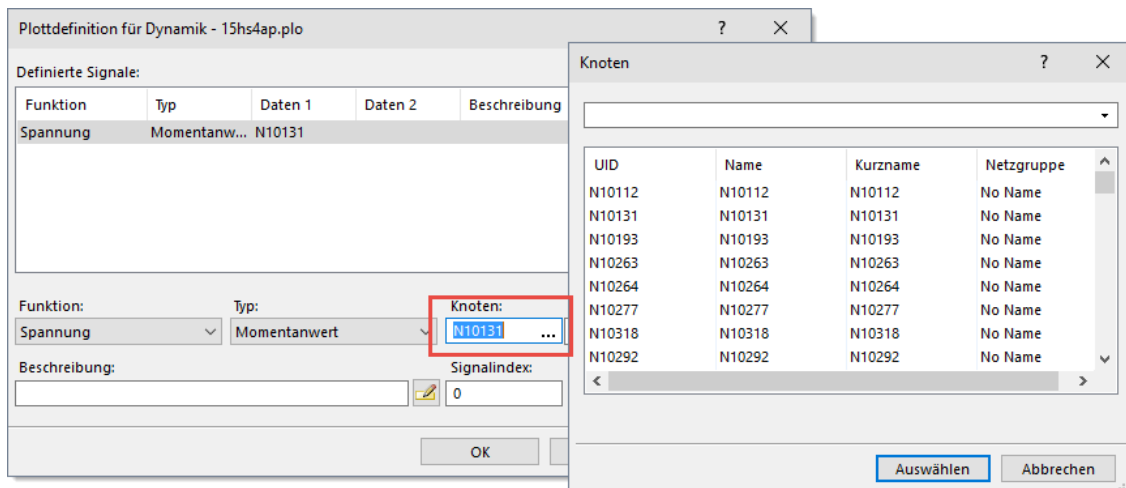 Plottdefinition für Dynamik - 15hs4ap.plo
?
Definierte Signale:
Funktion Typ Daten 1 Daten 2 Beschreibung
Spannung Momentanw... N10131
Funktion: Typ: Knoten:
Spannung Momentanwert N10131 ...
Beschreibung: Signalindex:
0
OK
Knoten
?
UID Name Kurzname Netzgruppe
N10112 N10112 N10112 No Name
N10131 N10131 N10131 No Name
N10193 N10193 N10193 No Name
N10263 N10263 N10263 No Name
N10264 N10264 N10264 No Name
N10277 N10277 N10277 No Name
N10318 N10318 N10318 No Name
N10292 N10292 N10292 No Name
Auswählen Abbrechen